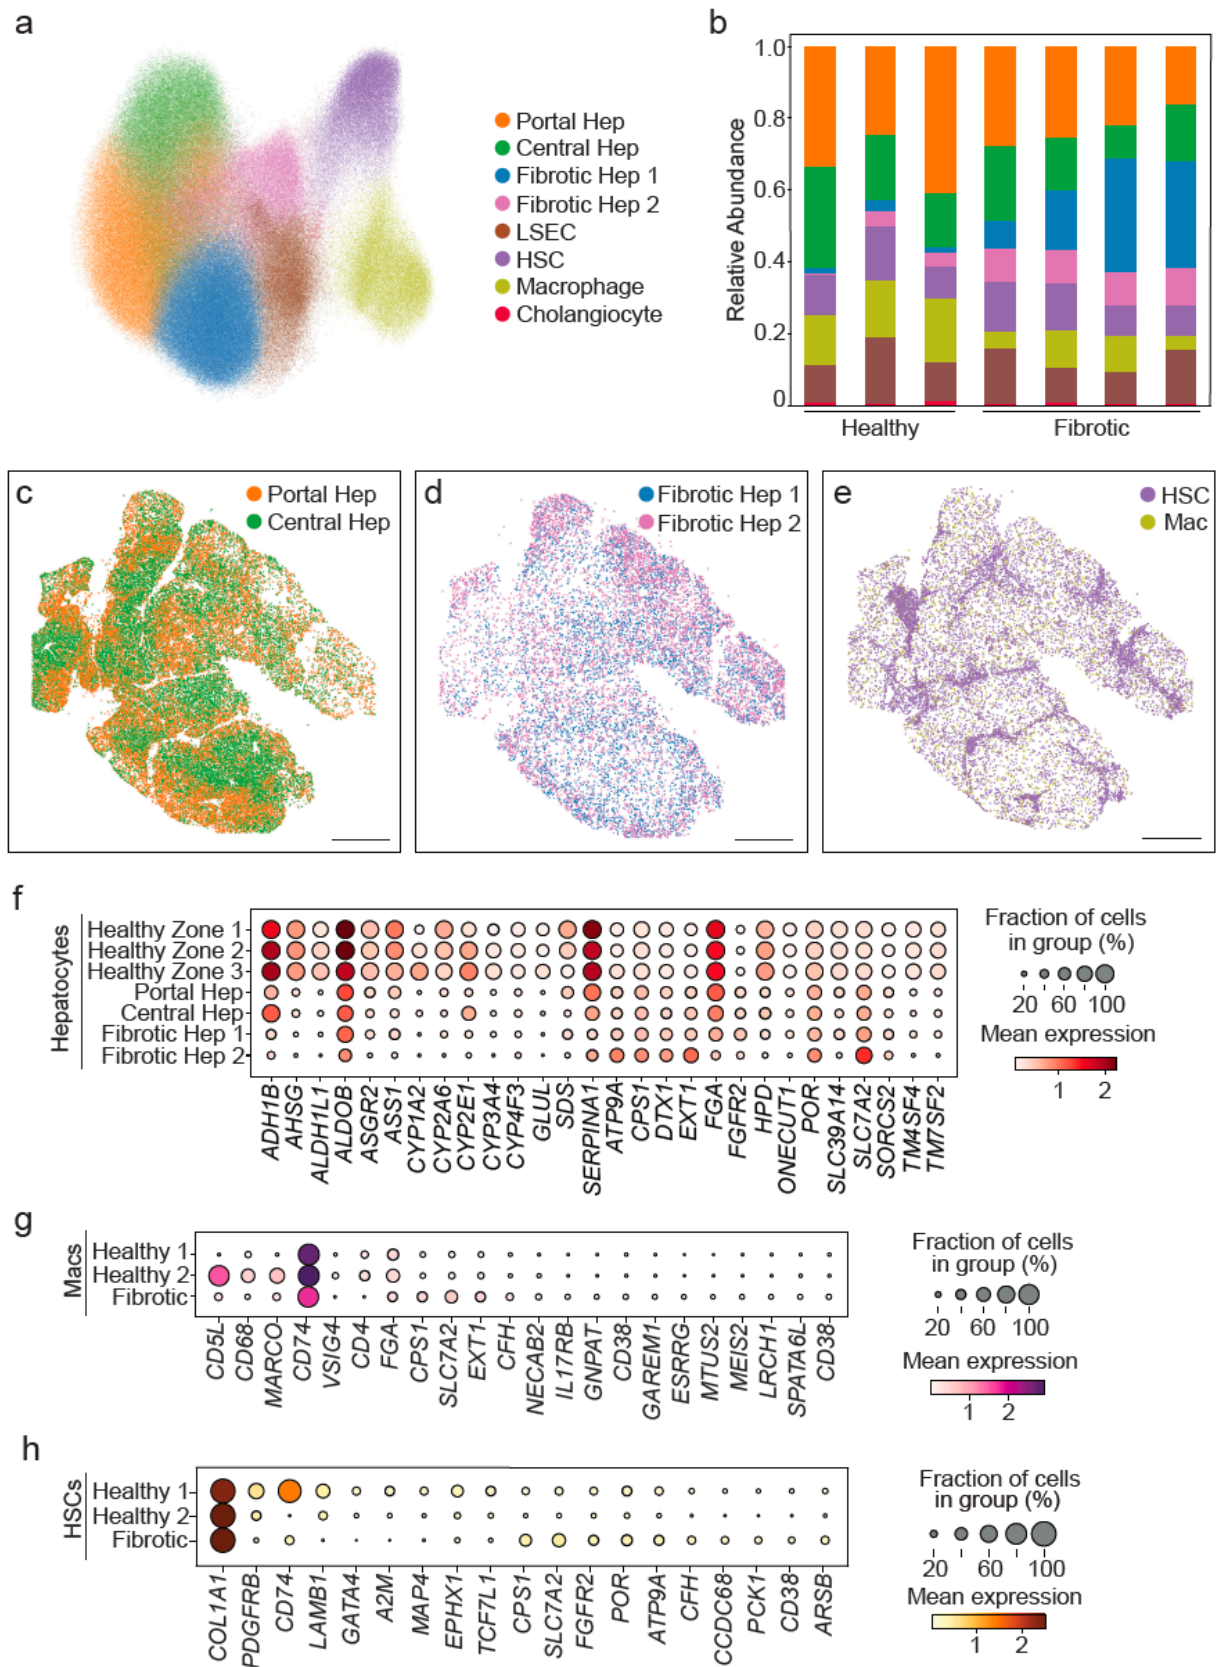 a
Portal Hep
Central Hep
Fibrotic Hep 1
Fibrotic Hep 2
LSEC
HSC
Macrophage
Cholangiocyte
b
Relative Abundance
1.0
0.8
0.6
0.4
0.2
0
Healthy
Fibrotic
c
Portal Hep
Central Hep
d
Fibrotic Hep 1
Fibrotic Hep 2
e
HSC
Mac
f
Hepatocytes
Healthy Zone 1
Healthy Zone 2
Healthy Zone 3
Portal Hep
Central Hep
Fibrotic Hep 1
Fibrotic Hep 2
ADH1B
AHSG
ALDH1L1
ALDOB
ASGR2
ASS1
CYP1A2
CYP2A6
CYP2E1
CYP3A4
CYP4F3
GLUL
SDS
SERPINA1
ATP9A
CPS1
DTX1
EXT1
FGA
FGFR2
HPD
ONECUT1
POR
SLC39A14
SLC7A2
SORCS2
TM4SF4
TM7SF2
Fraction of cells
in group (%)
20 60 100
Mean expression
1 2
g
Macs
Healthy 1
Healthy 2
Fibrotic
CD5L
CD68
MARCO
CD74
VSIG4
CD4
FGA
CPS1
SLC7A2
EXT1
CFH
NECAB2
IL17RB
GNPAT
CD38
GAREM1
ESRRG
MTUS2
MEIS2
LRCH1
SPATA6L
CD38
Fraction of cells
in group (%)
20 60 100
Mean expression
1 2
h
HSCs
Healthy 1
Healthy 2
Fibrotic
COL1A1
PDGFRB
CD74
LAMB1
GATA4
A2M
MAP4
EPHX1
TCF7L1
CPS1
SLC7A2
FGFR2
POR
ATP9A
CFH
CCDC68
PCK1
CD38
ARSB
Fraction of cells
in group (%)
20 60 100
Mean expression
1 2